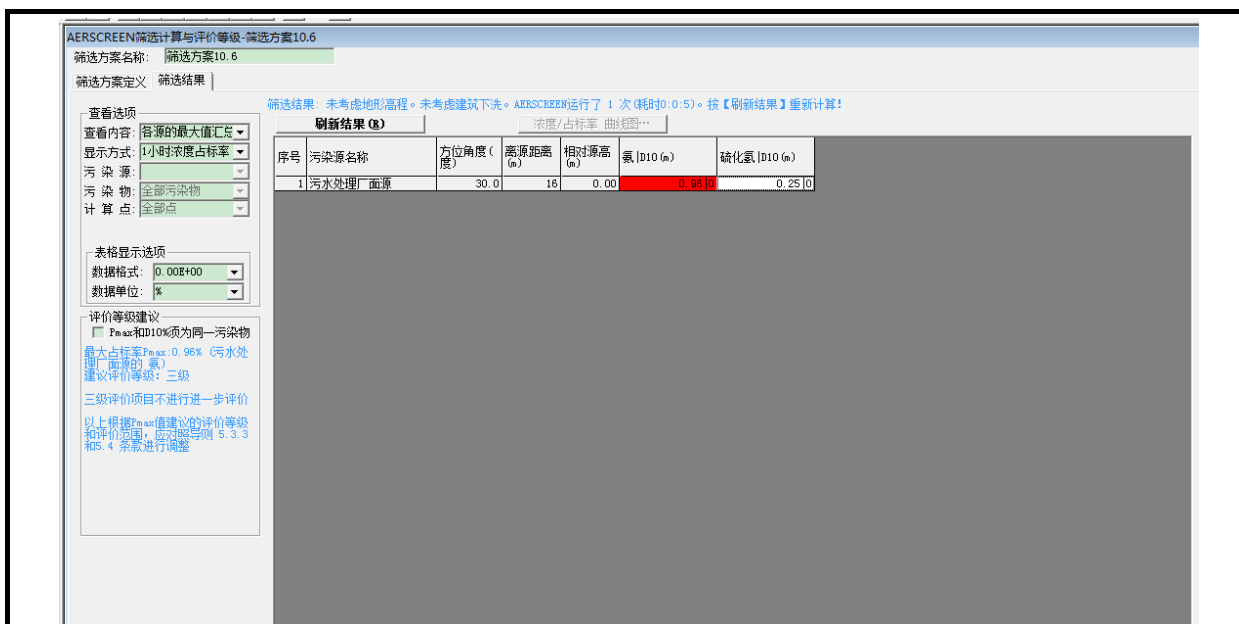 AERSCREEN筛选计算与评价等级-筛选方案10.6
筛选方案名称: 筛选方案10.6
筛选方案定义 筛选结果
筛选结果: 未考虑地形高程。未考虑建筑下洗。AERSCREEN运行了 1 次(耗时0:0:5)。按【刷新结果】重新计算!
查看选项
查看内容: 各源的最大值汇总
显示方式: 1小时浓度占标率
污 染 源:
污 染 物: 全部污染物
计 算 点: 全部点
表格显示选项
数据格式: 0.00E+00
数据单位: %
评价等级建议
Pmax和D10%须为同一污染物
最大占标率Pmax:0.96% (污水处
理厂面源的 氨)
建议评价等级: 三级
三级评价项目不进行进一步评价
以上根据Pmax值建议的评价等级
和评价范围,应对照导则 5.3.3
和5.4 条款进行调整
刷新结果(R) 浓度/占标率 曲线图…
序号 污染源名称 方位角度(度) 离源距离(m) 相对源高(m) 氨|D10(m) 硫化氢|D10(m)
1 污水处理厂面源 30.0 16 0.00 0.96|0 0.25|0